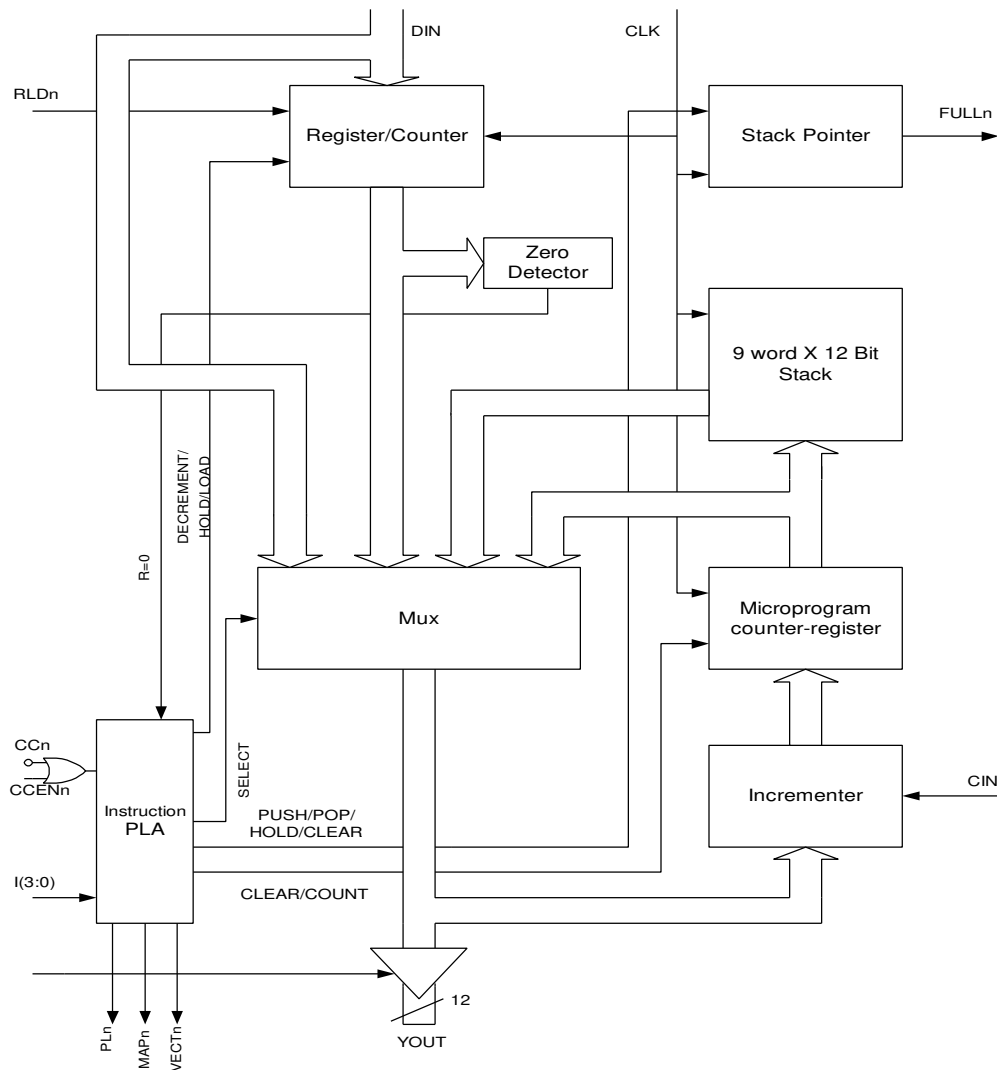 DIN
CLK
RLDn
FULLn
Register/Counter
Stack Pointer
Zero
Detector
9 word X 12 Bit
Stack
DECREMENT/
HOLD/LOAD
R=0
Mux
Microprogram
counter-register
CCn
CCENn
Instruction
PLA
SELECT
PUSH/POP/
HOLD/CLEAR
Incrementer
CIN
I(3:0)
CLEAR/COUNT
12
PLn
MAPn
VECTn
YOUT